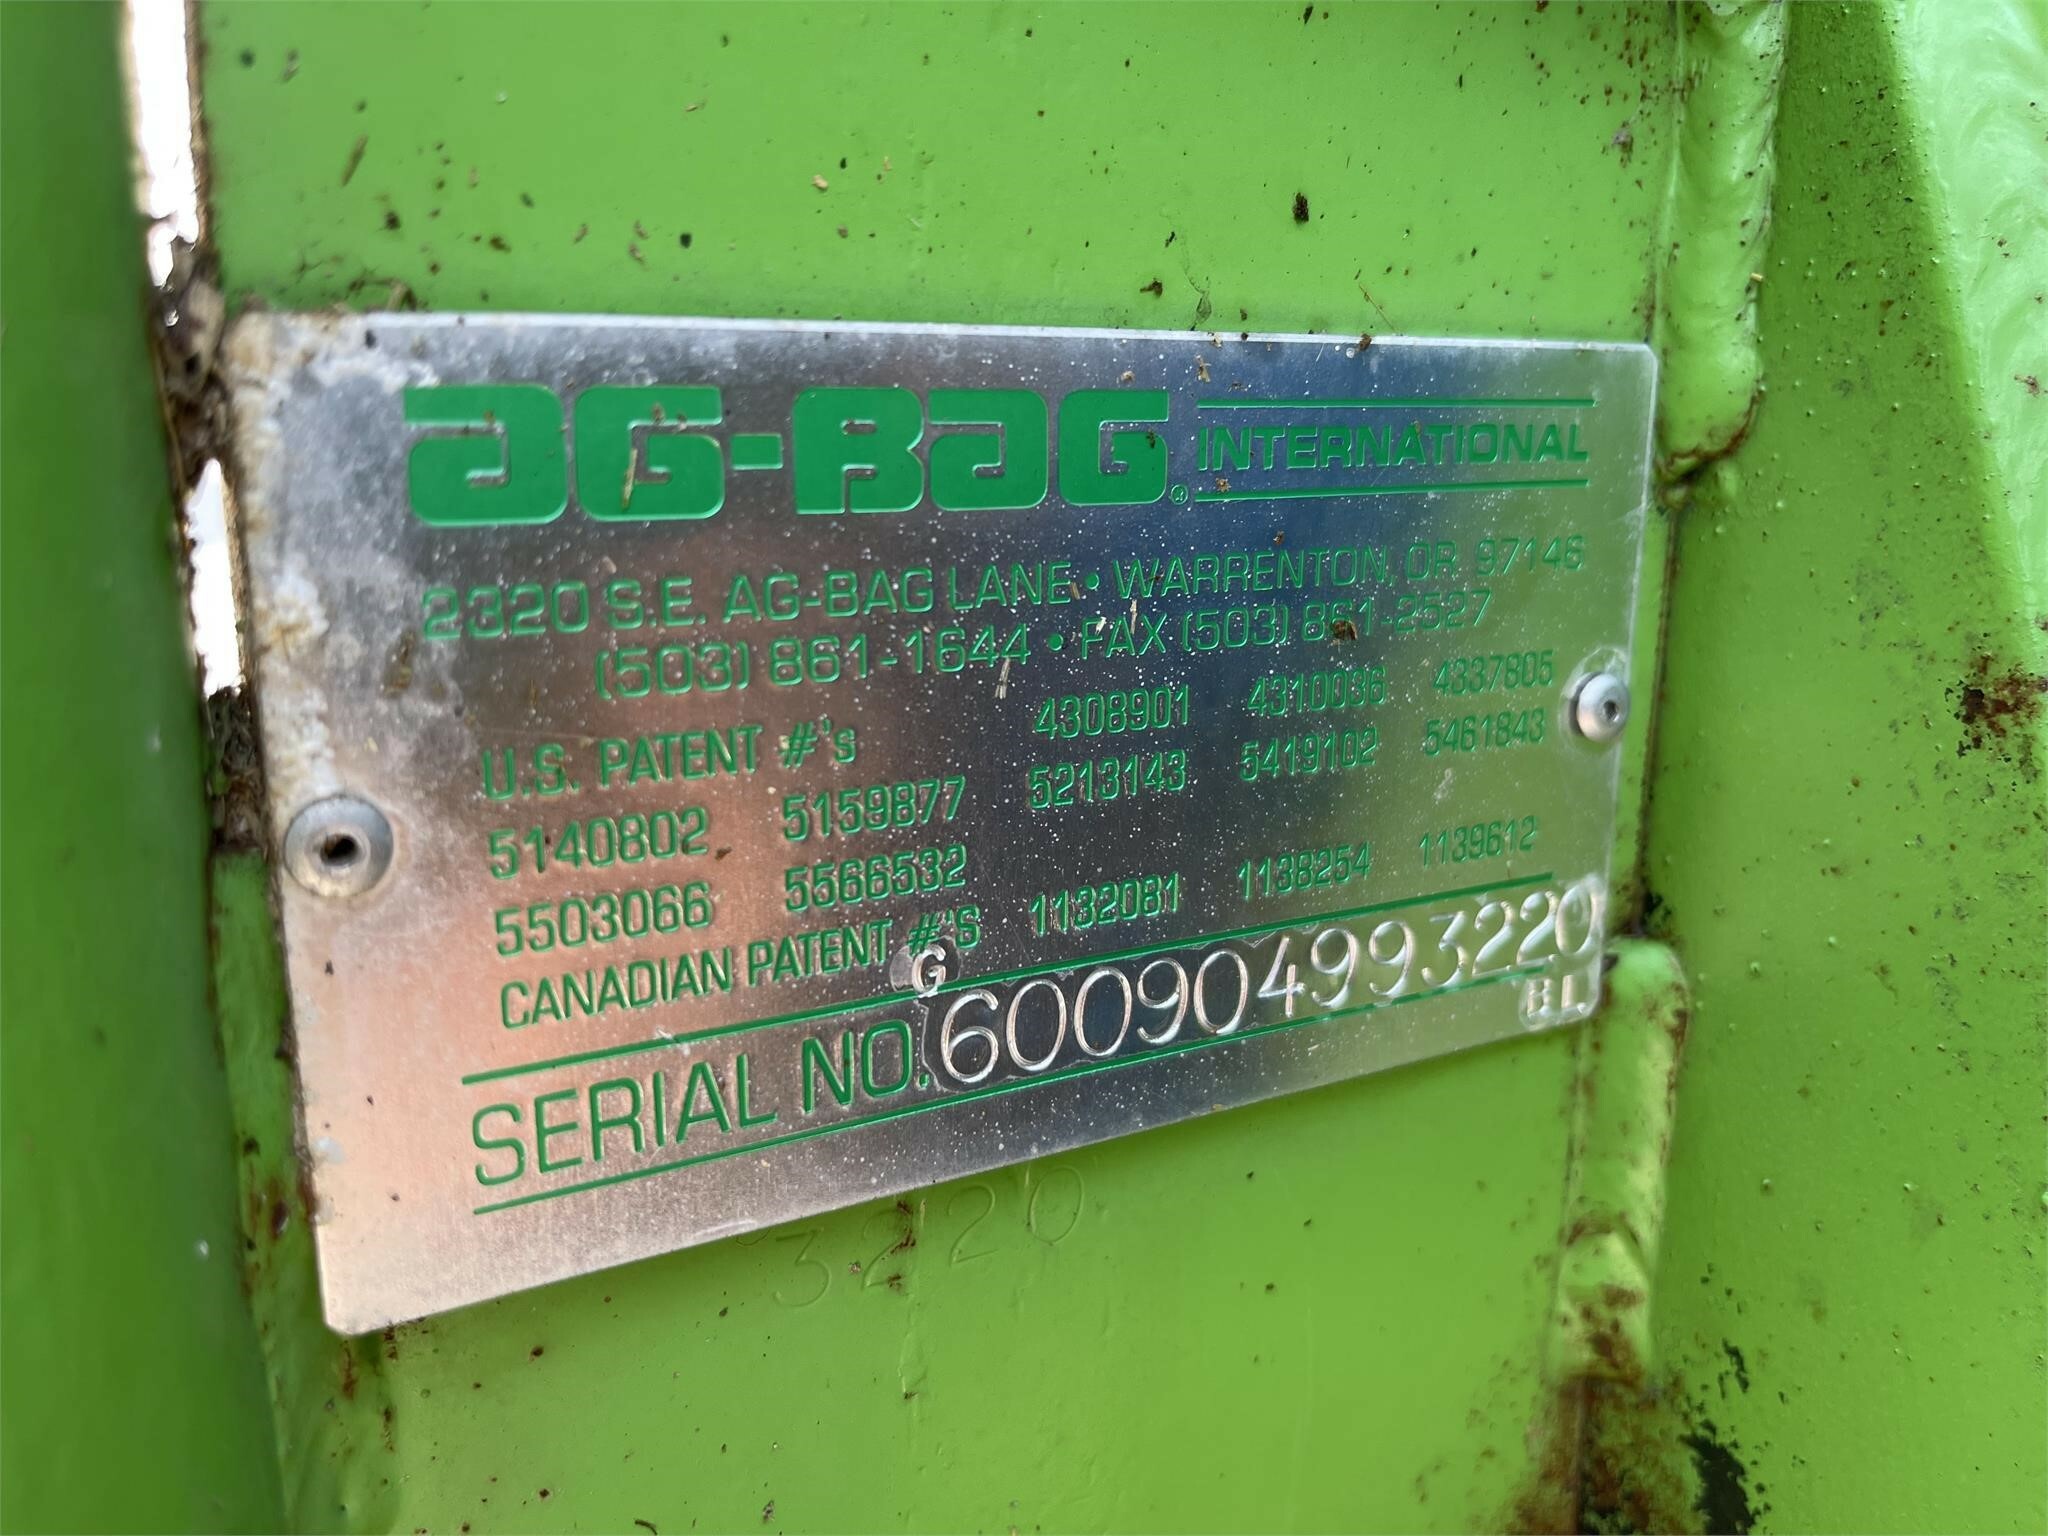 AG-BAG® INTERNATIONAL
2320 S.E. AG-BAG LANE • WARRENTON, OR 97146
(503) 861-1644 • FAX (503) 861-2527
U.S. PATENT #'s 4308901 4310036 4337805
5140802 5159877 5213143 5419102 5461843
5503066 5566532
CANADIAN PATENT #'S 1132081 1138254 1139612
G
SERIAL NO. 600904993220
BL
3220